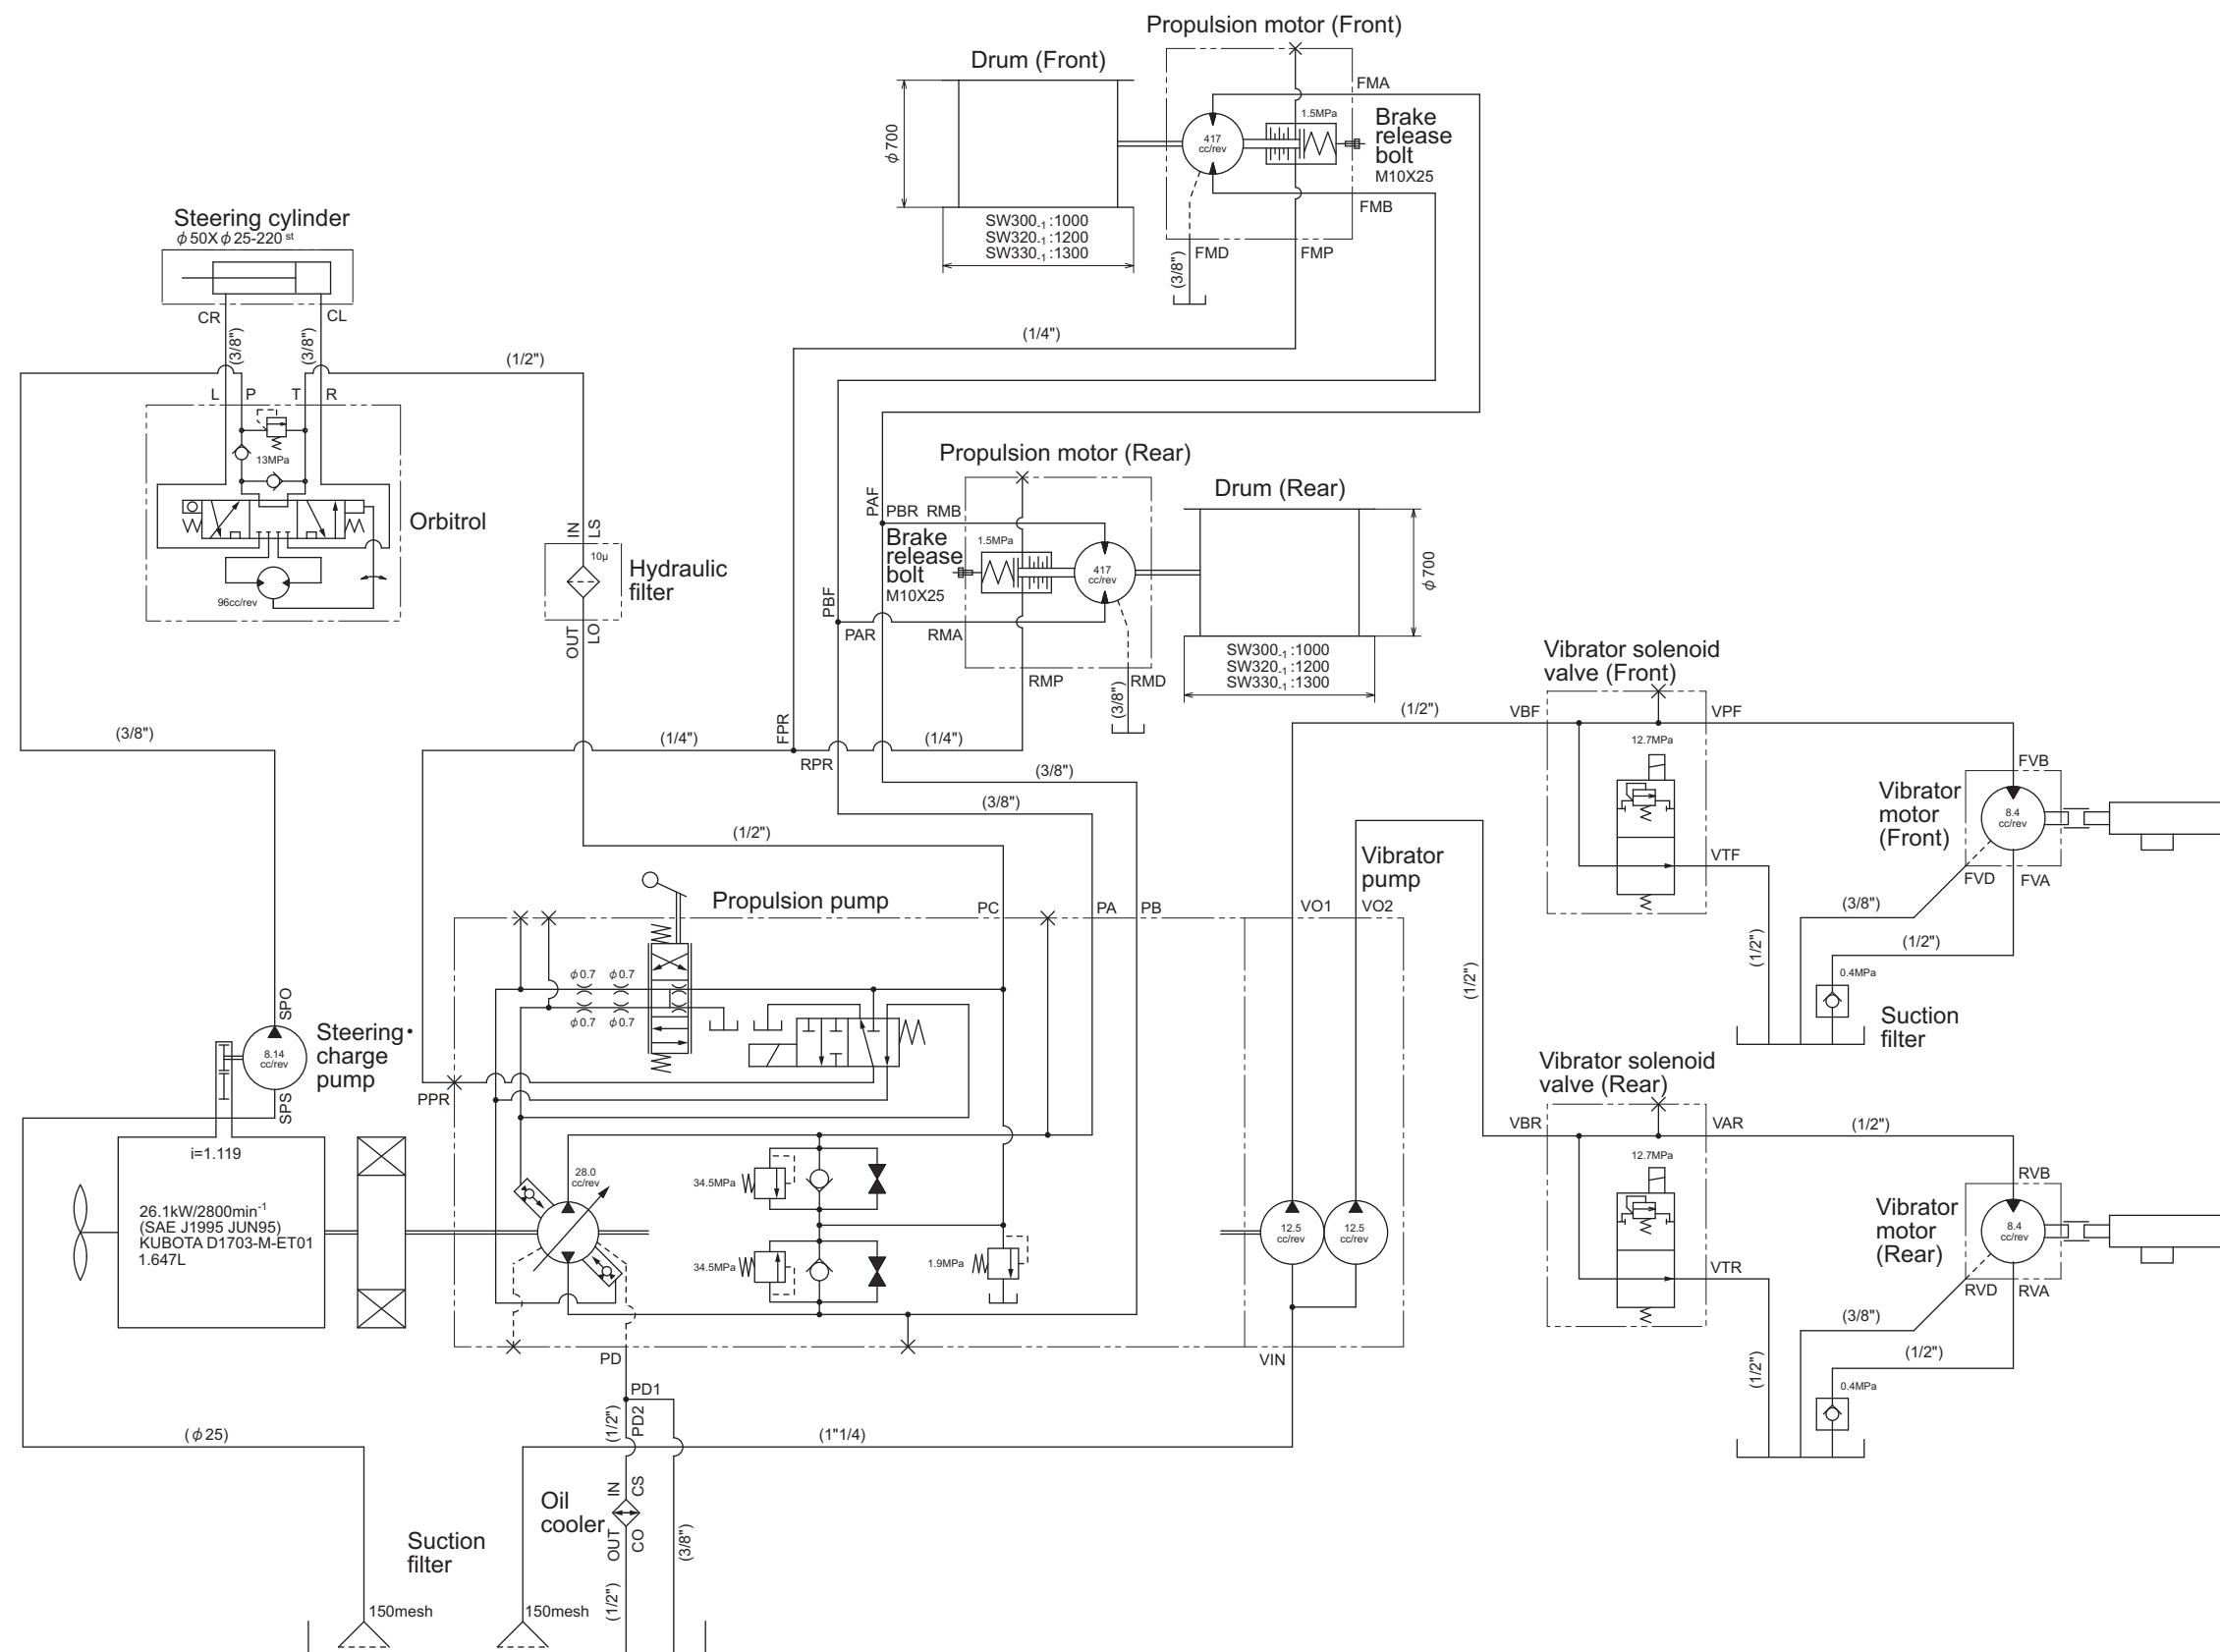 Propulsion motor (Front)
Drum (Front)
FMA
φ700
417
cc/rev
1.5MPa
Brake
release
bolt
M10X25
FMB
SW300-1:1000
SW320-1:1200
SW330-1:1300
FMD
FMP
(3/8")
(1/4")
Steering cylinder
φ50Xφ25-220st
CR
CL
(3/8")
(3/8")
(1/2")
L
P
T
R
13MPa
Orbitrol
96cc/rev
IN
LS
10μ
Hydraulic
filter
OUT
LO
Propulsion motor (Rear)
Drum (Rear)
PAF
PBR
RMB
Brake
release
bolt
M10X25
1.5MPa
417
cc/rev
φ700
PBF
PAR
RMA
RMP
RMD
(3/8")
SW300-1:1000
SW320-1:1200
SW330-1:1300
(3/8")
(1/4")
FPR
RPR
(1/4")
(3/8")
(3/8")
(1/2")
Vibrator solenoid
valve (Front)
(1/2")
VBF
VPF
12.7MPa
FVB
Vibrator
motor
(Front)
8.4
cc/rev
VTF
FVD
FVA
(3/8")
(1/2")
(1/2")
0.4MPa
Suction
filter
Vibrator
pump
Propulsion pump
PC
PA
PB
VO1
VO2
(1/2")
φ0.7
φ0.7
φ0.7
φ0.7
SPO
8.14
cc/rev
SPS
Steering•
charge
pump
PPR
i=1.119
26.1kW/2800min-1
(SAE J1995 JUN95)
KUBOTA D1703-M-ET01
1.647L
28.0
cc/rev
34.5MPa
34.5MPa
1.9MPa
12.5
cc/rev
12.5
cc/rev
Vibrator solenoid
valve (Rear)
VBR
VAR
(1/2")
12.7MPa
RVB
Vibrator
motor
(Rear)
8.4
cc/rev
VTR
RVD
RVA
(3/8")
(1/2")
(1/2")
0.4MPa
PD
VIN
PD1
(1/2")
PD2
(φ25)
(1"1/4)
IN
CS
Oil
cooler
OUT
CO
(3/8")
Suction
filter
(1/2")
150mesh
150mesh